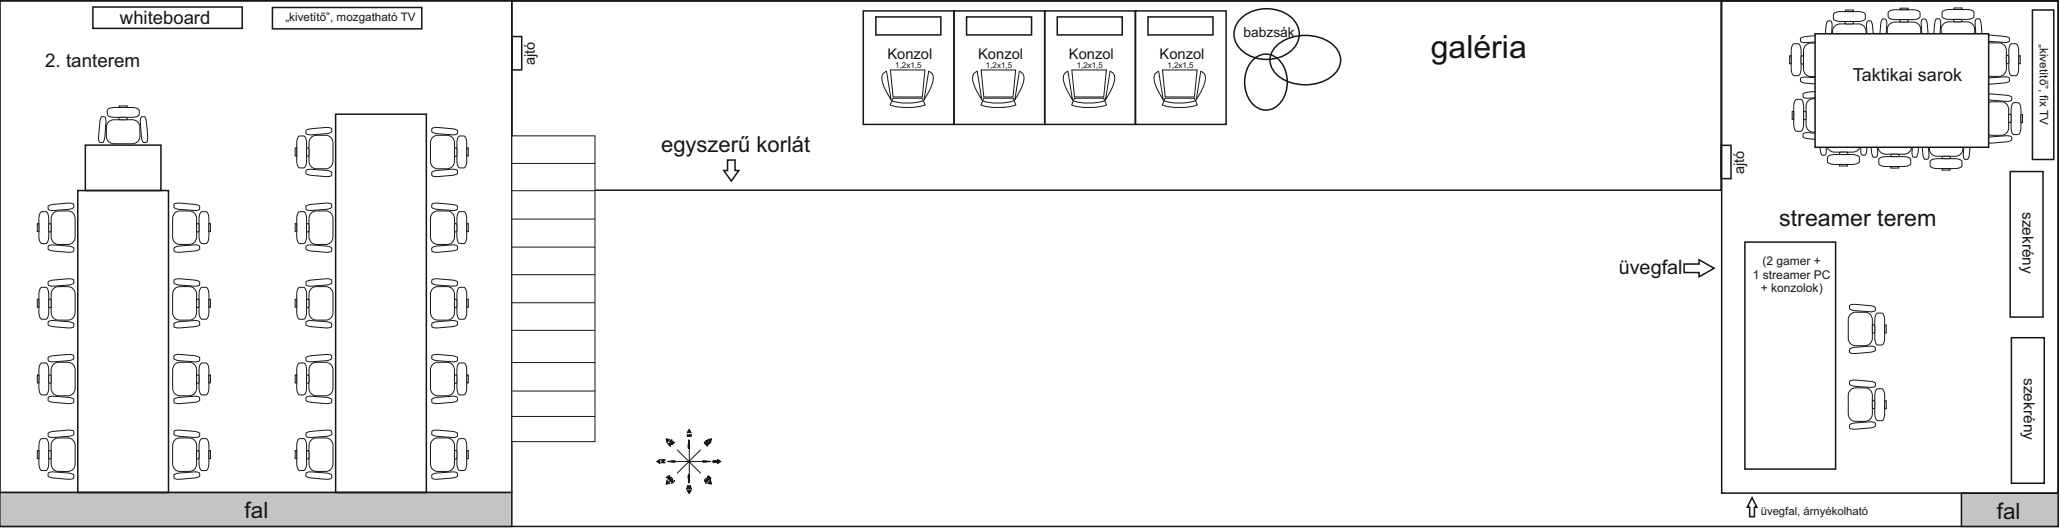 whiteboard
„kivetítő”, mozgatható TV
2. tanterem
ajtó
Konzol
1,2x1,5
Konzol
1,2x1,5
Konzol
1,2x1,5
Konzol
1,2x1,5
babzsák
galéria
egyszerű korlát
ajtó
Taktikai sarok
„kivetítő”, fix TV
streamer terem
szekrény
üvegfal
(2 gamer +
1 streamer PC
+ konzolok)
szekrény
fal
üvegfal, árnyékolható
fal